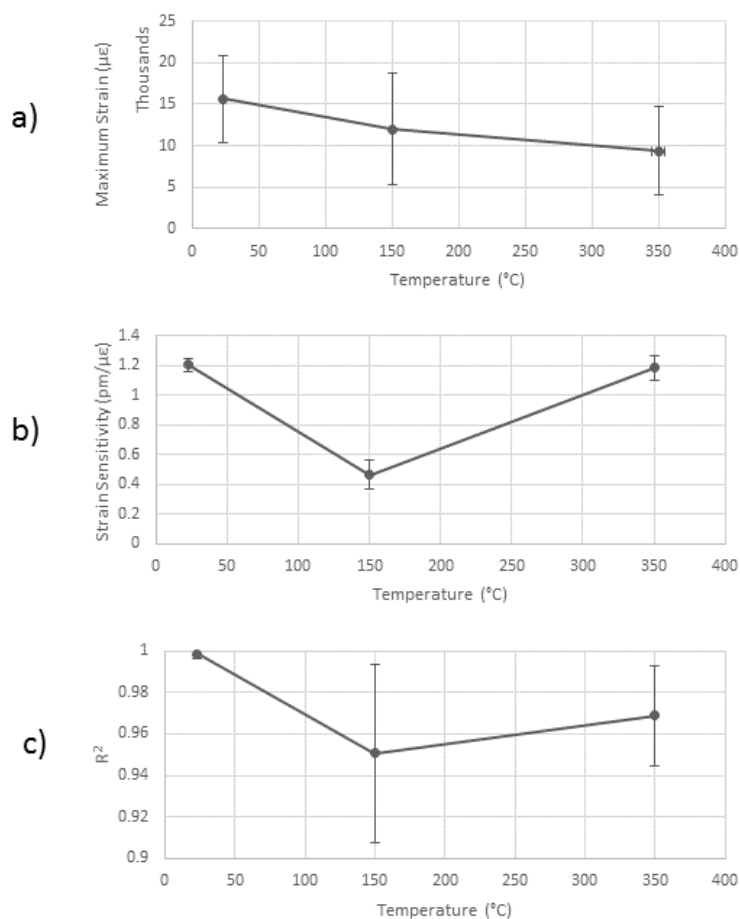 a)
Maximum Strain (µε)
Thousands
25
20
15
10
5
0
0 50 100 150 200 250 300 350 400
Temperature (°C)
b)
Strain Sensitivity (pm/µε)
1.4
1.2
1
0.8
0.6
0.4
0.2
0
0 50 100 150 200 250 300 350 400
Temperature (°C)
c)
R²
1
0.98
0.96
0.94
0.92
0.9
0 50 100 150 200 250 300 350 400
Temperature (°C)